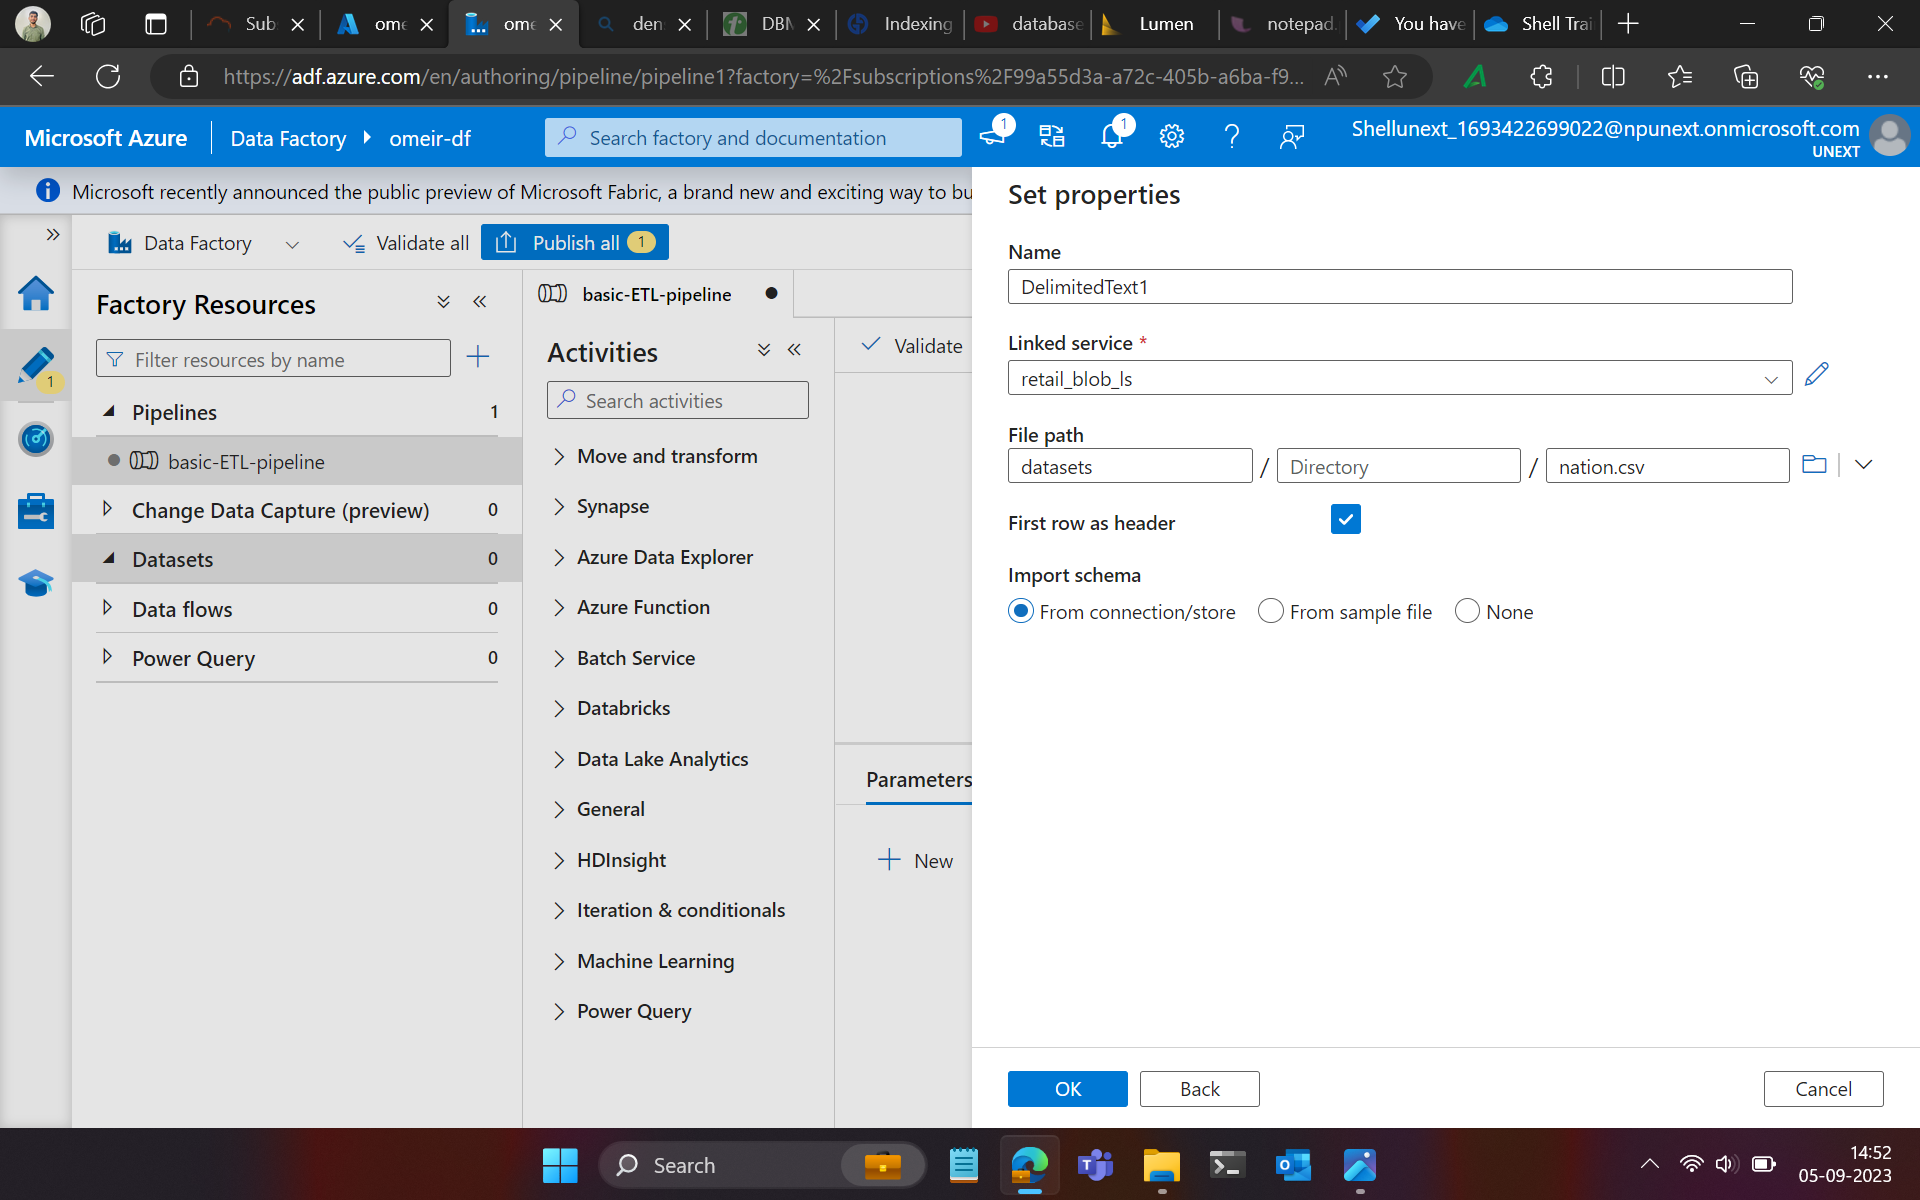 Sub
ome
ome
den
DBM
Indexing
database
Lumen
notepad.
You have
Shell Trai
https://adf.azure.com/en/authoring/pipeline/pipeline1?factory=%2Fsubscriptions%2F99a55d3a-a72c-405b-a6ba-f9...
Microsoft Azure
Data Factory
omeir-df
Search factory and documentation
1
1
Shellunext_1693422699022@npunext.onmicrosoft.com
UNEXT
Microsoft recently announced the public preview of Microsoft Fabric, a brand new and exciting way to bu
Data Factory
Validate all
Publish all 1
1
Factory Resources
Filter resources by name
Pipelines 1
basic-ETL-pipeline
Change Data Capture (preview) 0
Datasets 0
Data flows 0
Power Query 0
basic-ETL-pipeline
Activities
Search activities
Move and transform
Synapse
Azure Data Explorer
Azure Function
Batch Service
Databricks
Data Lake Analytics
General
HDInsight
Iteration & conditionals
Machine Learning
Power Query
Validate
Parameters
New
Set properties
Name
DelimitedText1
Linked service *
retail_blob_ls
File path
datasets / Directory / nation.csv
First row as header
Import schema
From connection/store From sample file None
OK Back Cancel
Search
14:52
05-09-2023